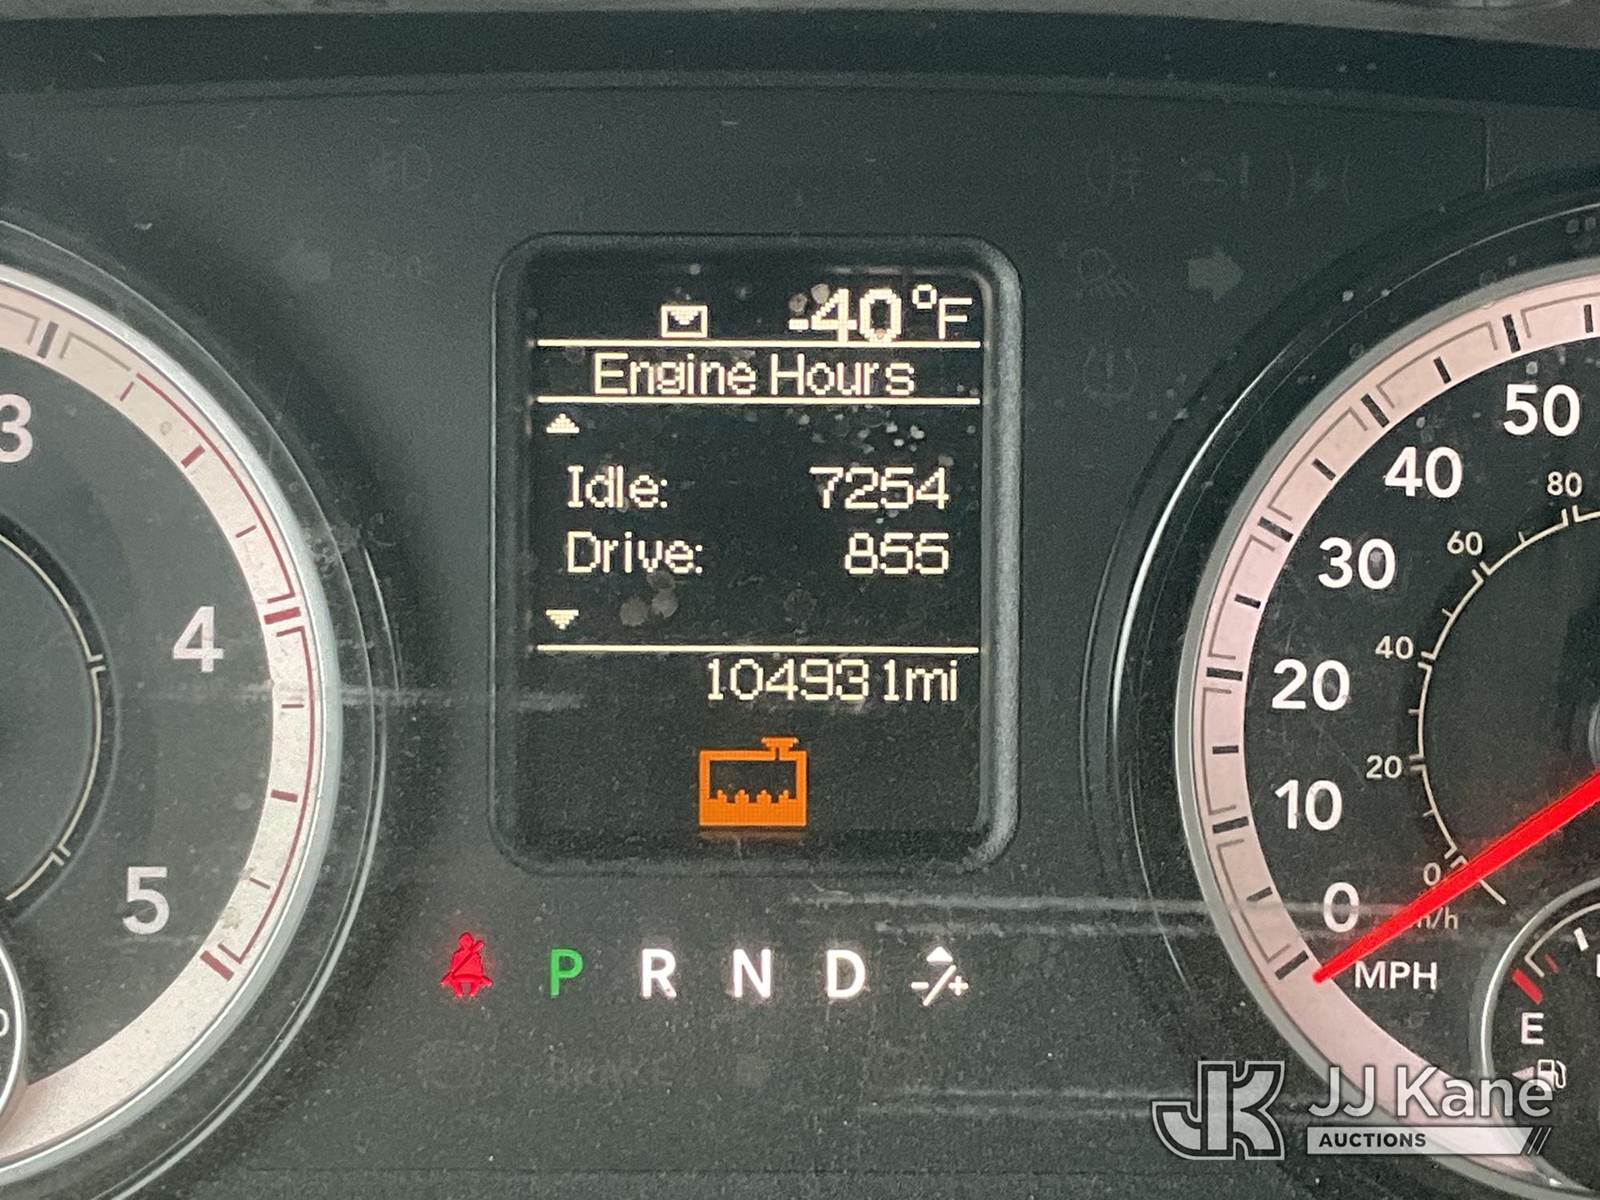 -40°F
Engine Hours
Idle: 7254
Drive: 855
104931mi
P R N D -/+
3
4
5
0
10
20
30
40
50
MPH
0
20
40
60
80
E
JK JJ Kane
AUCTIONS